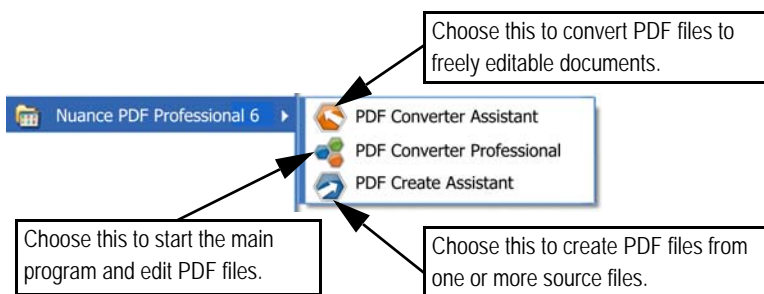 Choose this to convert PDF files to
freely editable documents.
Nuance PDF Professional 6
PDF Converter Assistant
PDF Converter Professional
PDF Create Assistant
Choose this to start the main
program and edit PDF files.
Choose this to create PDF files from
one or more source files.